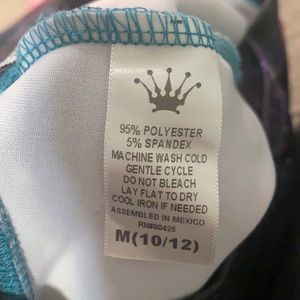 95% POLYESTER
5% SPANDEX
MACHINE WASH COLD
GENTLE CYCLE
DO NOT BLEACH
LAY FLAT TO DRY
COOL IRON IF NEEDED
ASSEMBLED IN MEXICO
RN#80425
M(10/12)